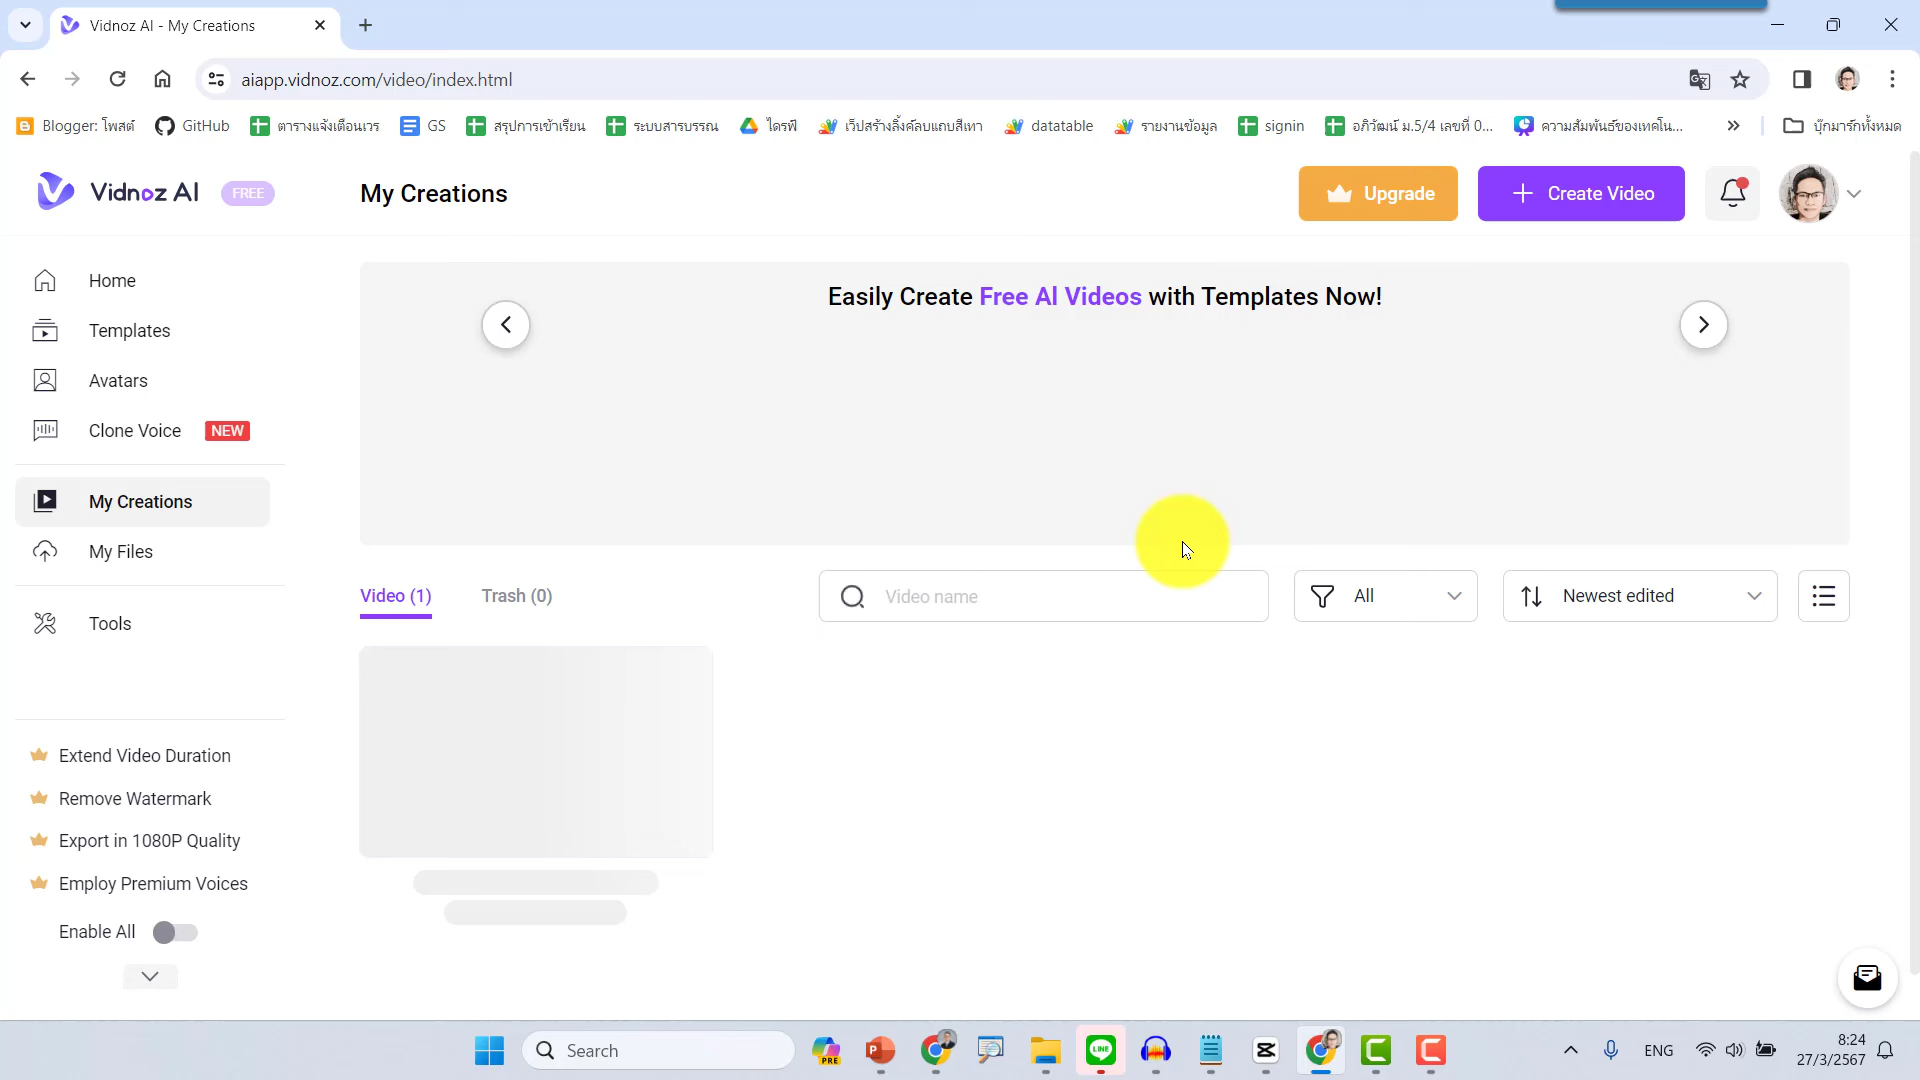 Vidnoz AI - My Creations
aiapp.vidnoz.com/video/index.html
Blogger: โพสต์
GitHub
ตารางแจ้งเตือนเวร
GS
สรุปการเข้าเรียน
ระบบสารบรรณ
ไดรฟ์
เว็ปสร้างลิ้งค์ลบแถบสีเทา
datatable
รายงานข้อมูล
signin
อภิวัฒน์ ม.5/4 เลขที่ 0...
ความสัมพันธ์ของเทคโน...
บุ๊กมาร์กทั้งหมด
Vidnoz AI
FREE
My Creations
Upgrade
Create Video
Home
Templates
Avatars
Clone Voice
NEW
My Creations
My Files
Tools
Extend Video Duration
Remove Watermark
Export in 1080P Quality
Employ Premium Voices
Enable All
Easily Create Free Al Videos with Templates Now!
Video (1)
Trash (0)
Video name
All
Newest edited
Search
PRE
LINE
ENG
8:24
27/3/2567